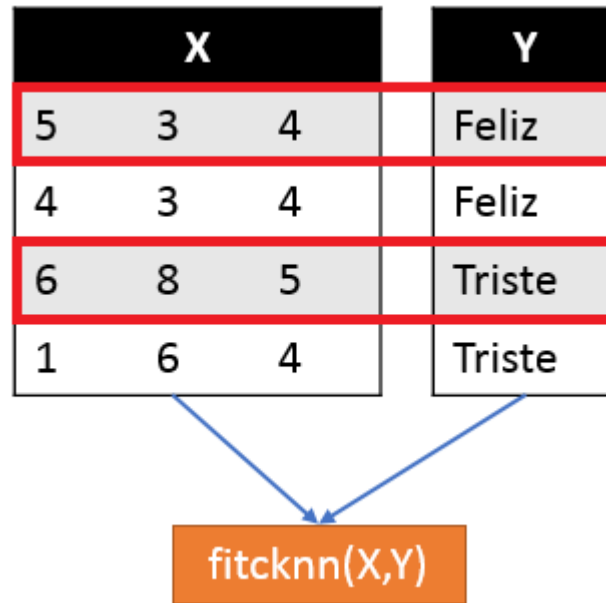 X Y
5 3 4 Feliz
4 3 4 Feliz
6 8 5 Triste
1 6 4 Triste
fitcknn(X,Y)